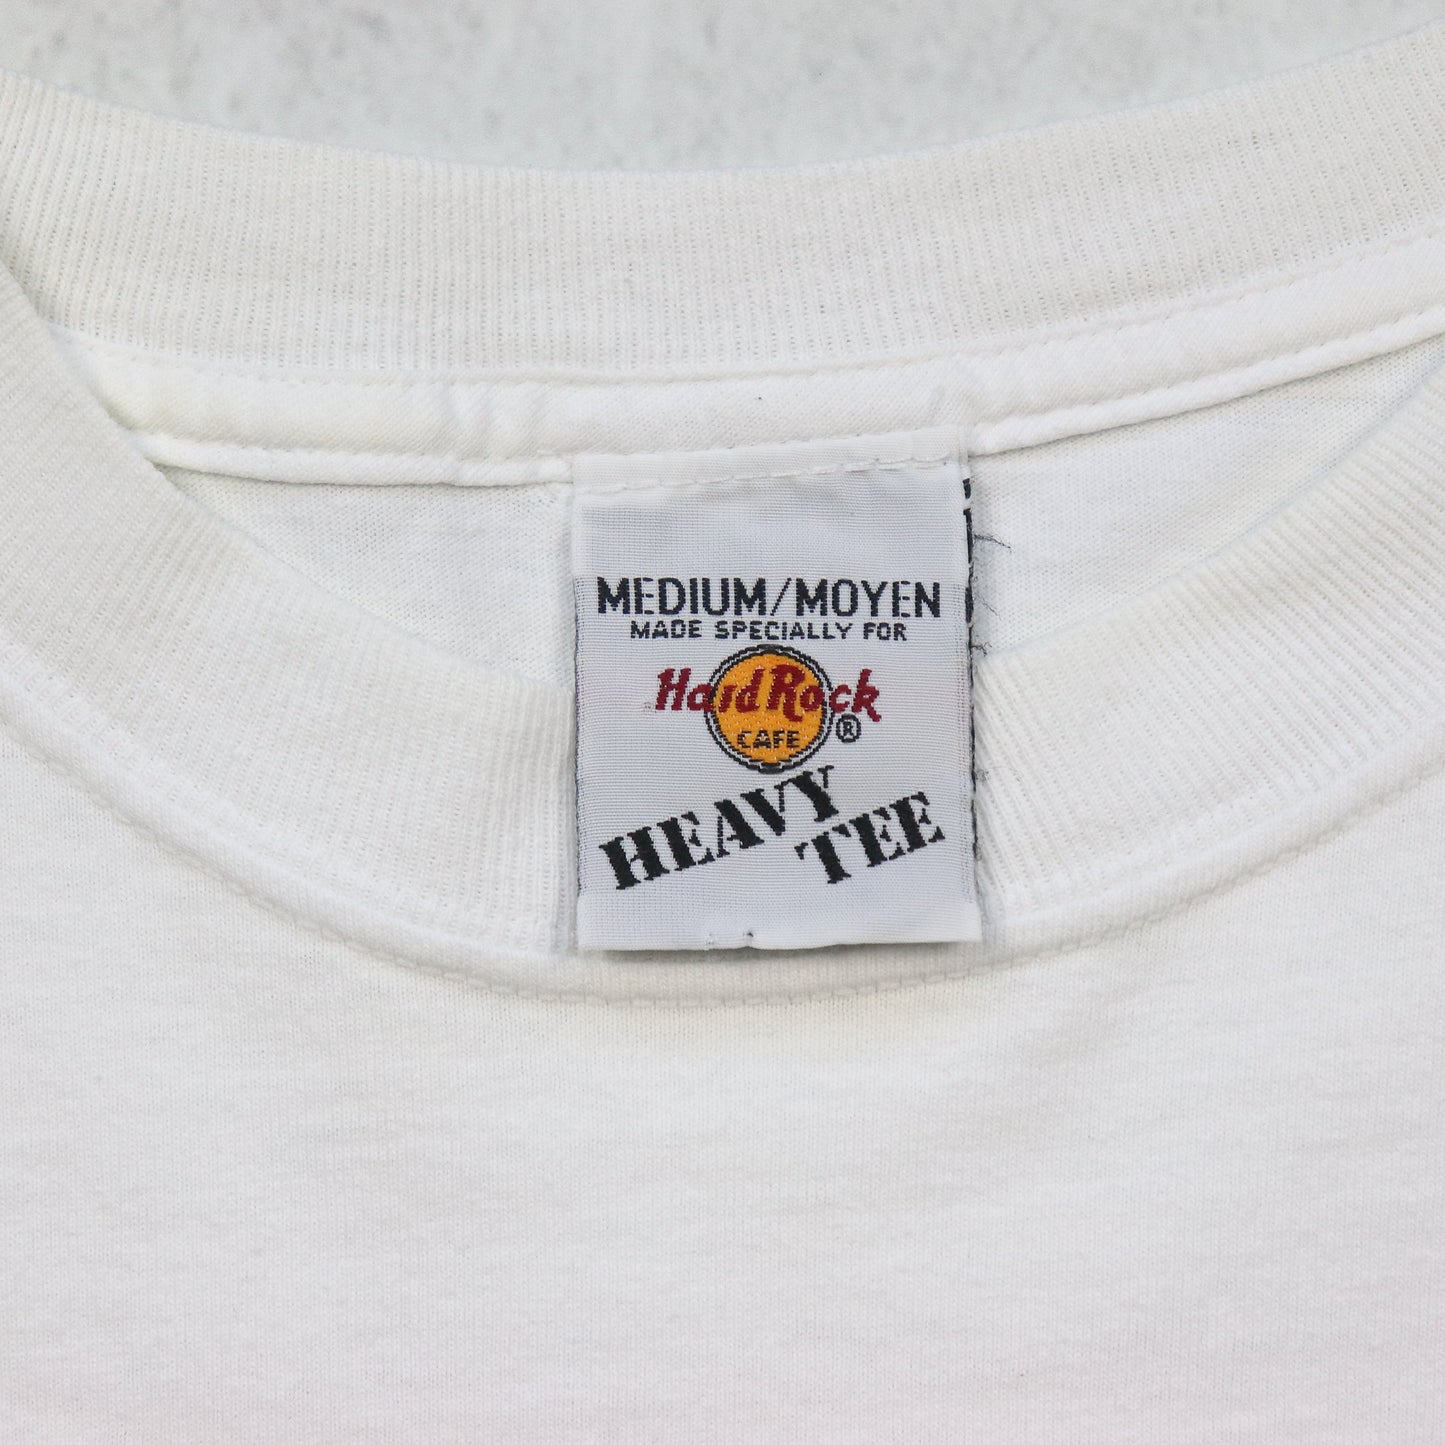 MEDIUM/MOYEN
MADE SPECIALLY FOR
Hard Rock
CAFE ®
HEAVY
TEE